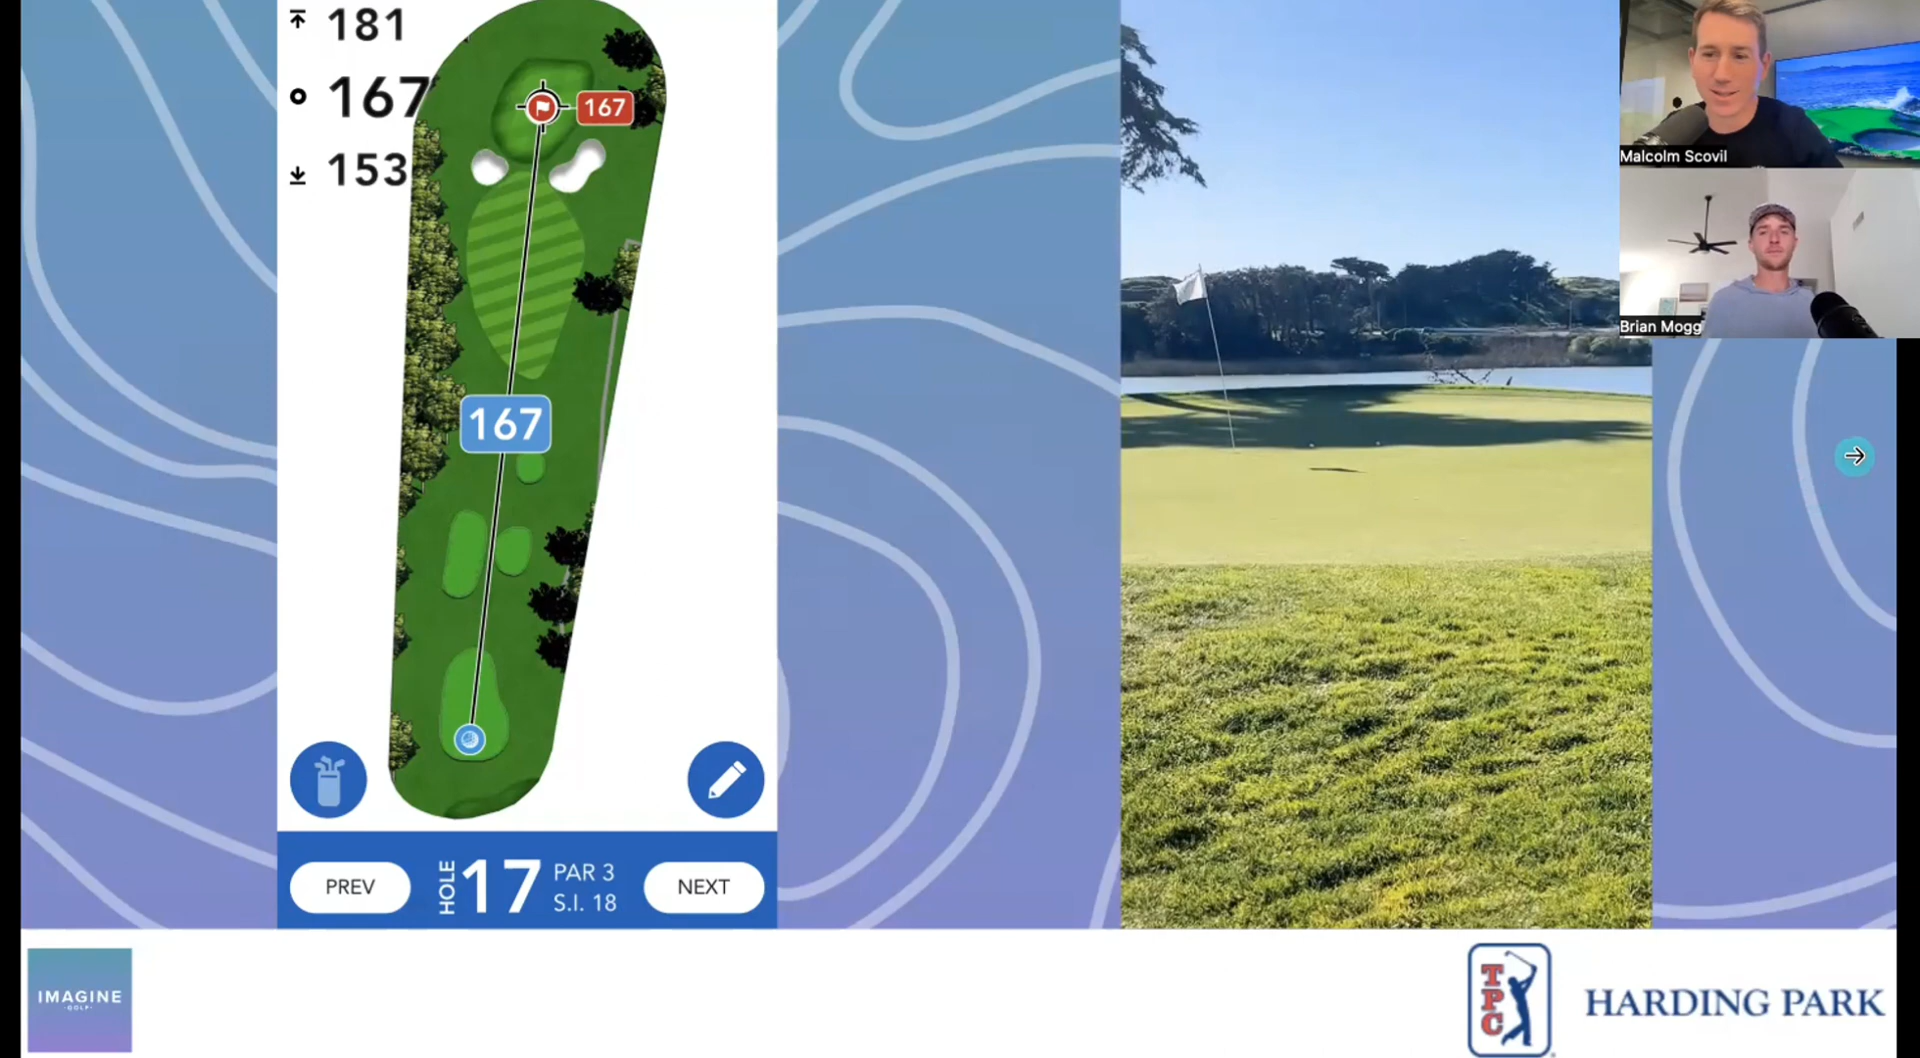 181
167
153
167
167
HOLE
17
PAR 3
S.I. 18
PREV
NEXT
Malcolm Scovil
Brian Mogg
IMAGINE
GOLF
TPC
HARDING PARK